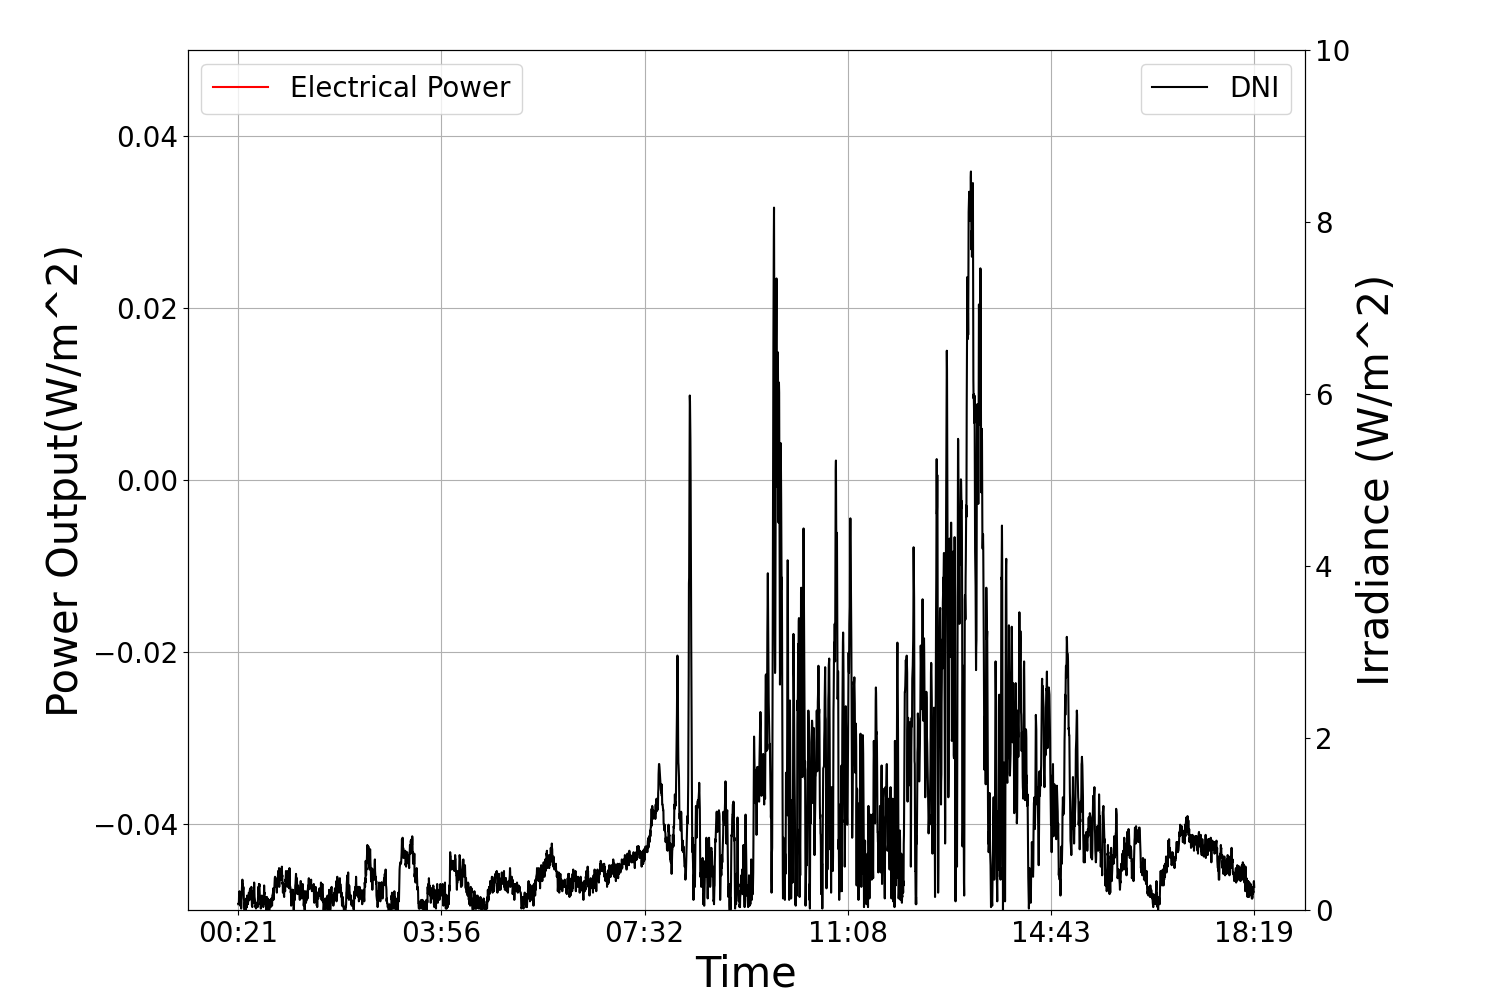 Electrical Power
DNI
Power Output(W/m^2)
0.04
0.02
0.00
−0.02
−0.04
10
8
6
4
2
0
Irradiance (W/m^2)
00:21 03:56 07:32 11:08 14:43 18:19
Time